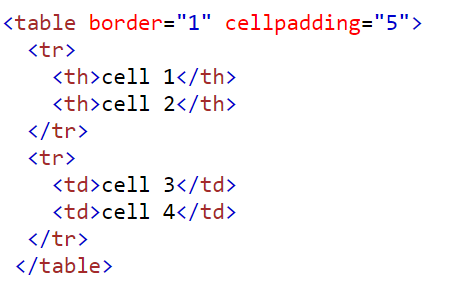 <table border="1" cellpadding="5">
  <tr>
    <th>cell 1</th>
    <th>cell 2</th>
  </tr>
  <tr>
    <td>cell 3</td>
    <td>cell 4</td>
  </tr>
 </table>